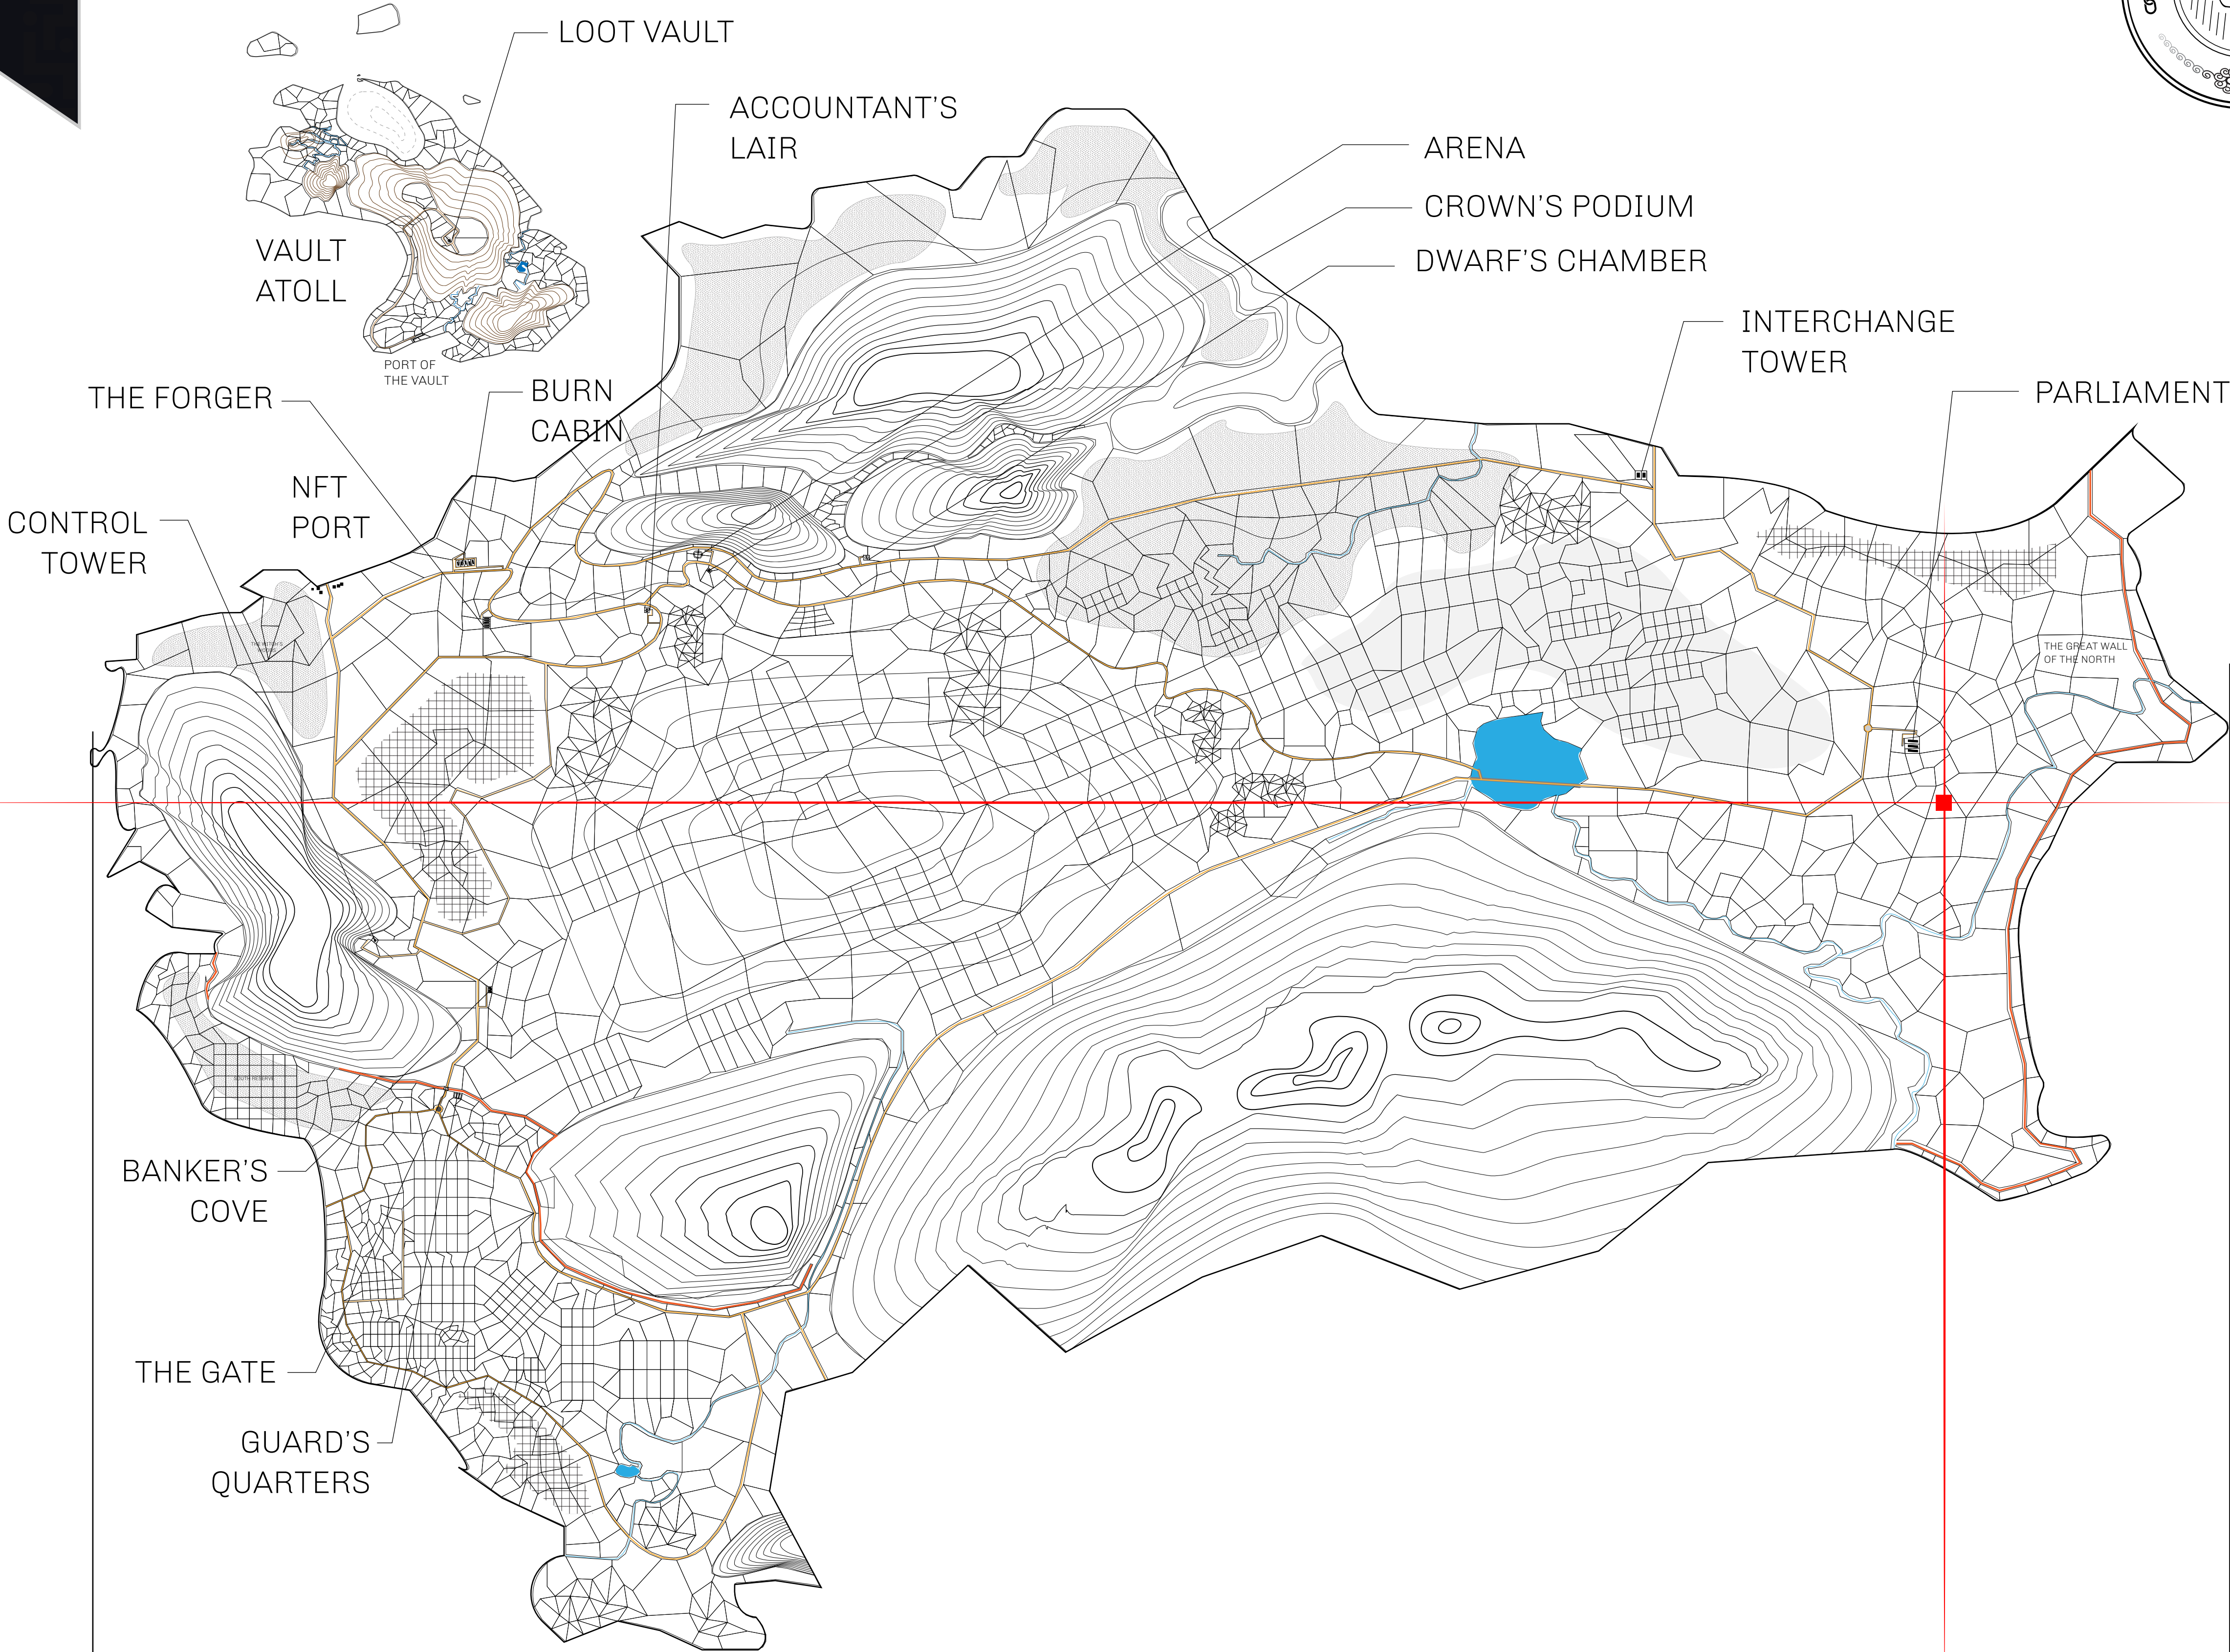 LOOT VAULT
ACCOUNTANT’S
LAIR
ARENA
CROWN’S PODIUM
DWARF’S CHAMBER
VAULT
ATOLL
INTERCHANGE
TOWER
PORT OF
THE VAULT
THE FORGER
BURN
CABIN
PARLIAMENT
NFT
PORT
CONTROL
TOWER
THE GREAT WALL
OF THE NORTH
SOUTH RESERVE
BANKER’S
COVE
THE GATE
GUARD’S
QUARTERS